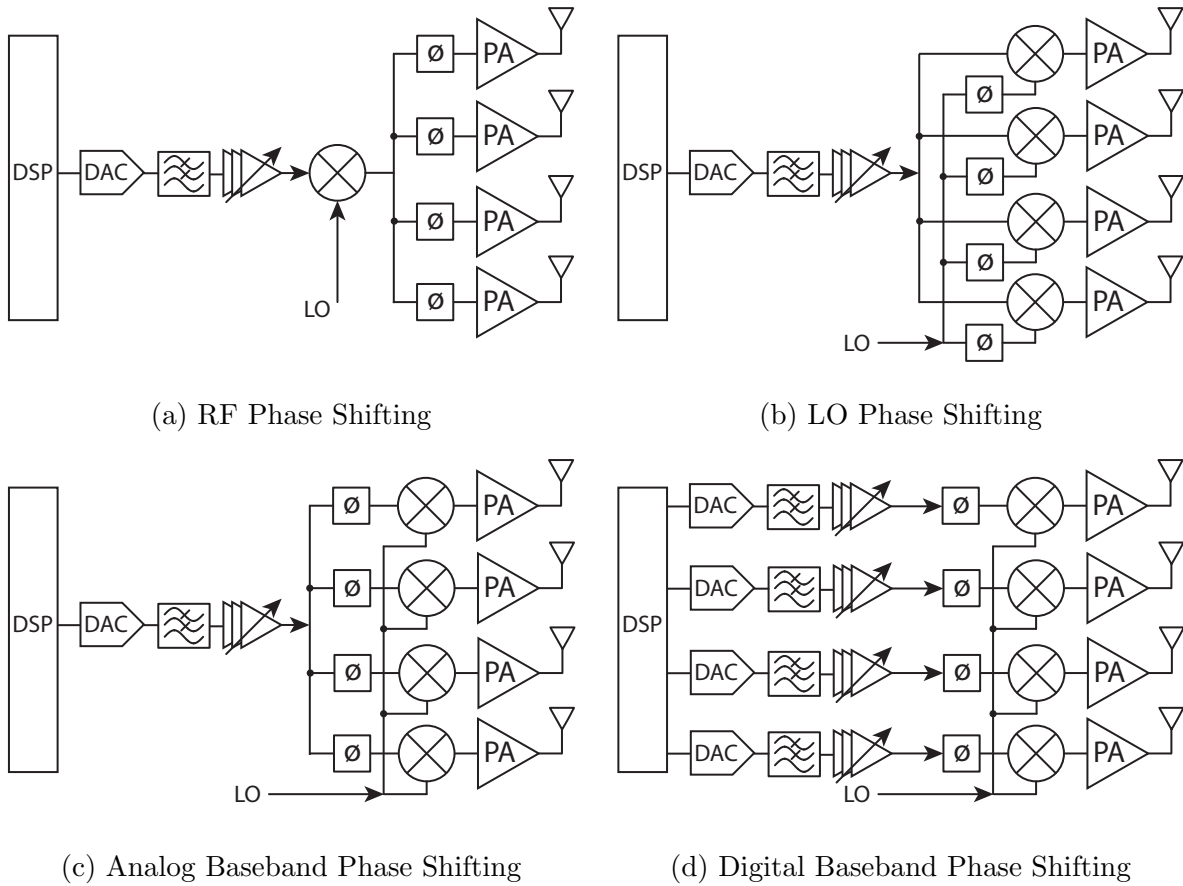 Ø PA
Ø PA
DSP DAC
Ø PA
LO
Ø PA
(a) RF Phase Shifting
PA
Ø
PA
DSP DAC
Ø
PA
Ø
PA
LO
Ø
(b) LO Phase Shifting
Ø PA
Ø PA
DSP DAC
Ø PA
Ø PA
LO
(c) Analog Baseband Phase Shifting
DAC Ø PA
DAC Ø PA
DSP
DAC Ø PA
DAC Ø PA
LO
(d) Digital Baseband Phase Shifting